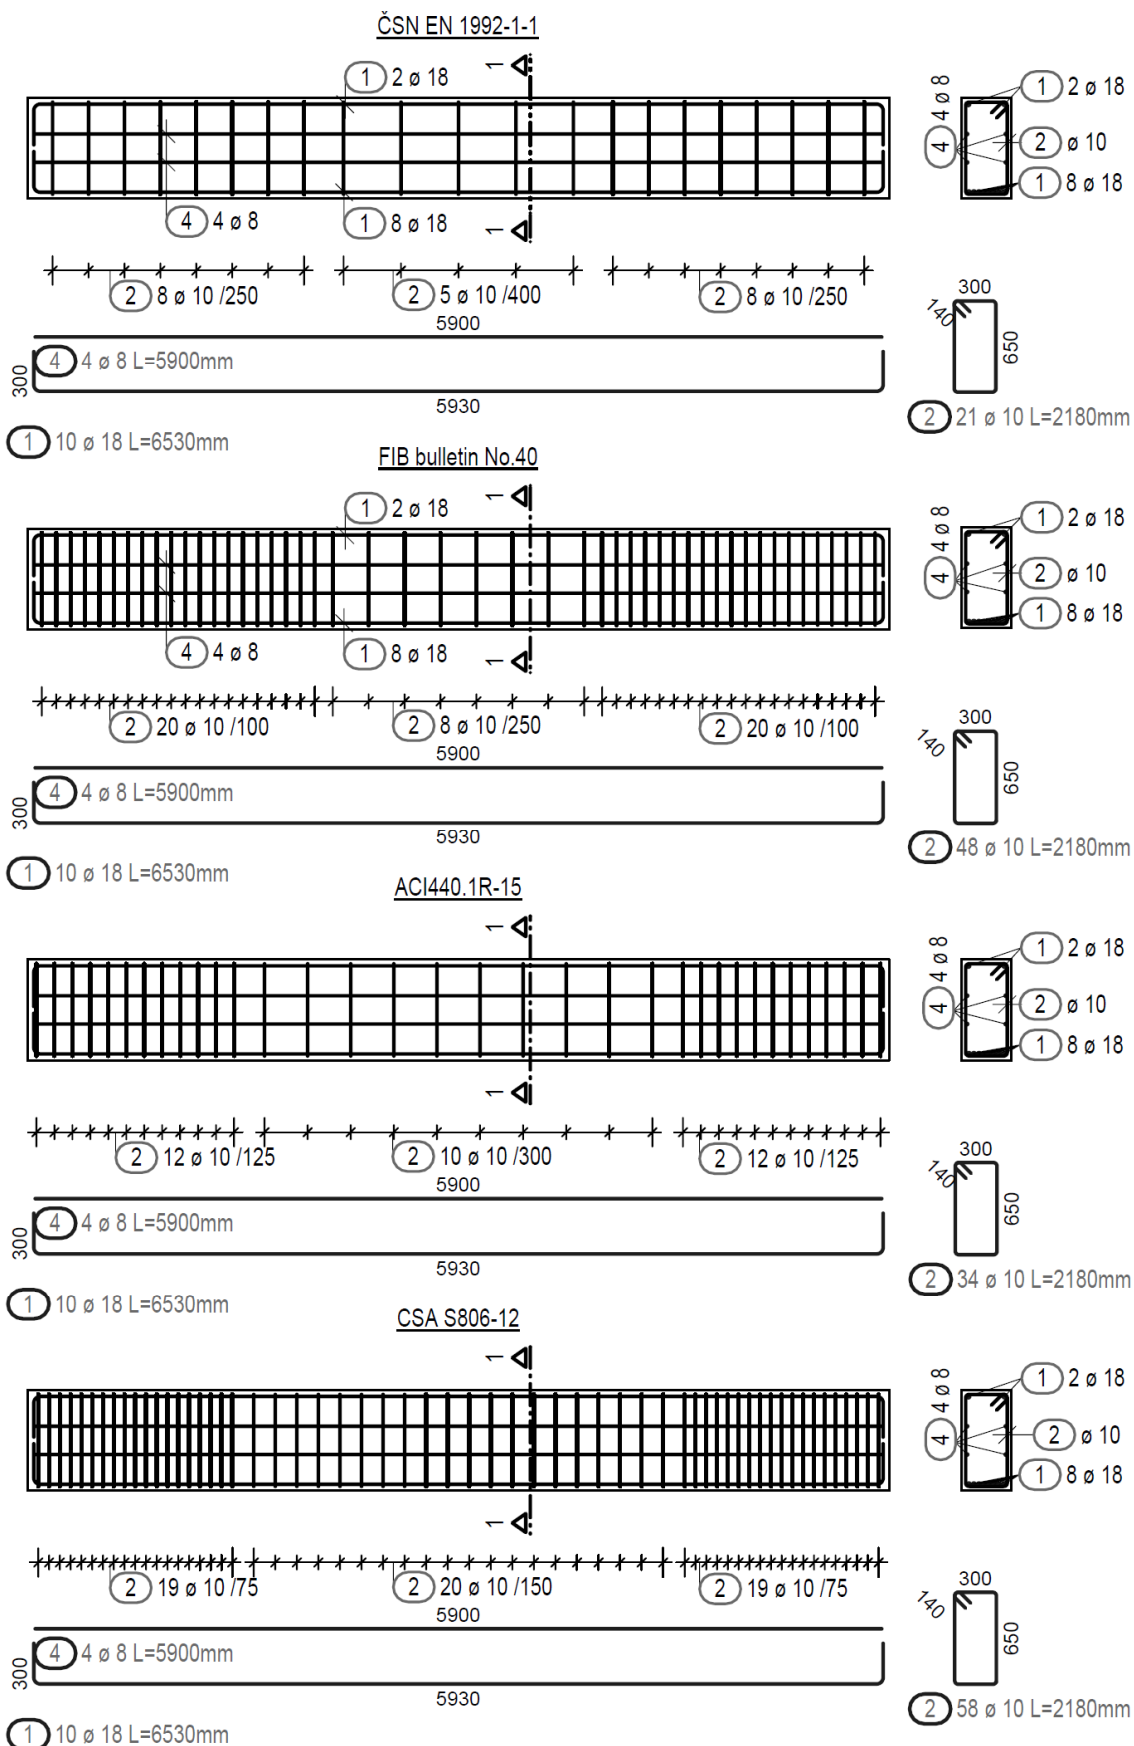 ČSN EN 1992-1-1
1
1 2 ø 18
4 4 ø 8
1 8 ø 18
1
4 4 ø 8
1 2 ø 18
2 ø 10
1 8 ø 18
2 8 ø 10 /250
2 5 ø 10 /400
2 8 ø 10 /250
5900
4 4 ø 8 L=5900mm
300
5930
1 10 ø 18 L=6530mm
300
140
650
2 21 ø 10 L=2180mm
FIB bulletin No.40
1
1 2 ø 18
4 4 ø 8
1 8 ø 18
1
4 4 ø 8
1 2 ø 18
2 ø 10
1 8 ø 18
2 20 ø 10 /100
2 8 ø 10 /250
2 20 ø 10 /100
5900
4 4 ø 8 L=5900mm
300
5930
1 10 ø 18 L=6530mm
300
140
650
2 48 ø 10 L=2180mm
ACI440.1R-15
1
1
4 4 ø 8
1 2 ø 18
2 ø 10
1 8 ø 18
2 12 ø 10 /125
2 10 ø 10 /300
2 12 ø 10 /125
5900
4 4 ø 8 L=5900mm
300
5930
1 10 ø 18 L=6530mm
300
140
650
2 34 ø 10 L=2180mm
CSA S806-12
1
1
4 4 ø 8
1 2 ø 18
2 ø 10
1 8 ø 18
2 19 ø 10 /75
2 20 ø 10 /150
2 19 ø 10 /75
5900
4 4 ø 8 L=5900mm
300
5930
1 10 ø 18 L=6530mm
300
140
650
2 58 ø 10 L=2180mm